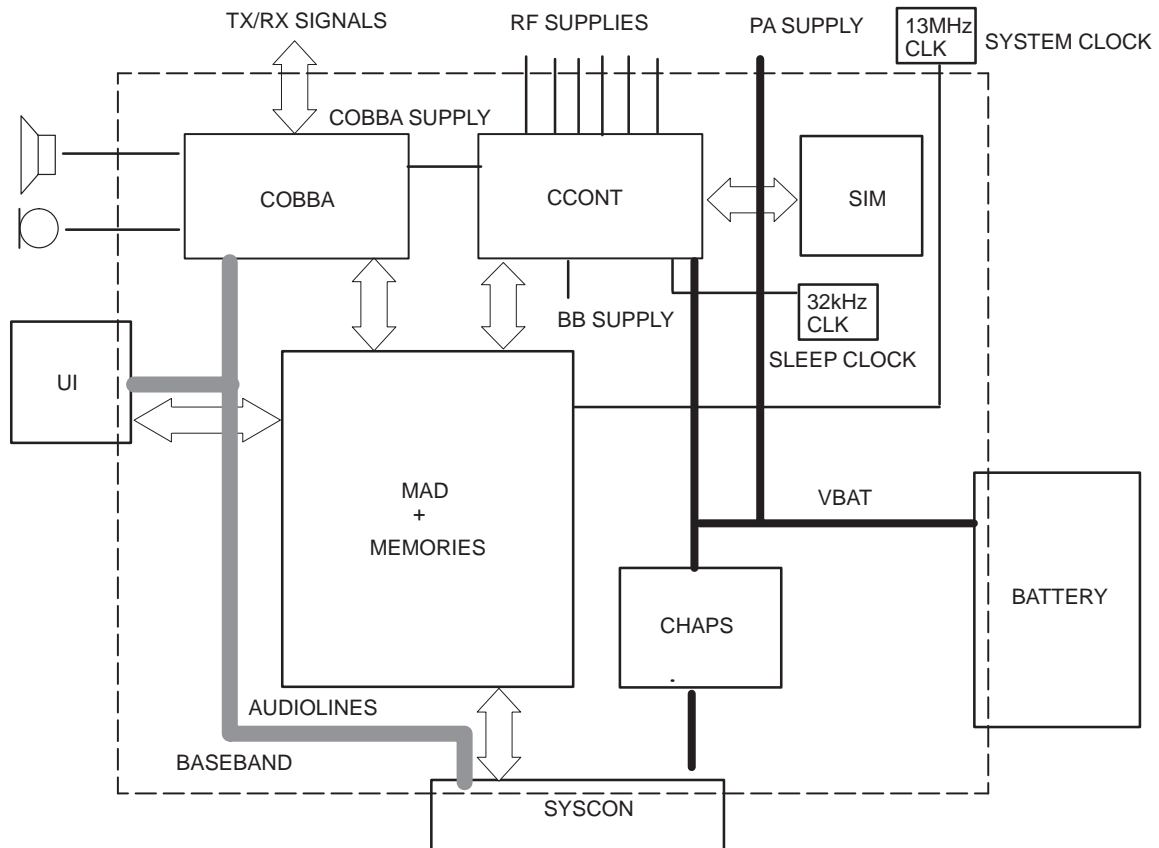 TX/RX SIGNALS
RF SUPPLIES
PA SUPPLY
13MHz
CLK
SYSTEM CLOCK
COBBA SUPPLY
COBBA
CCONT
SIM
BB SUPPLY
32kHz
CLK
SLEEP CLOCK
UI
MAD
+
MEMORIES
VBAT
BATTERY
CHAPS
AUDIOLINES
BASEBAND
SYSCON